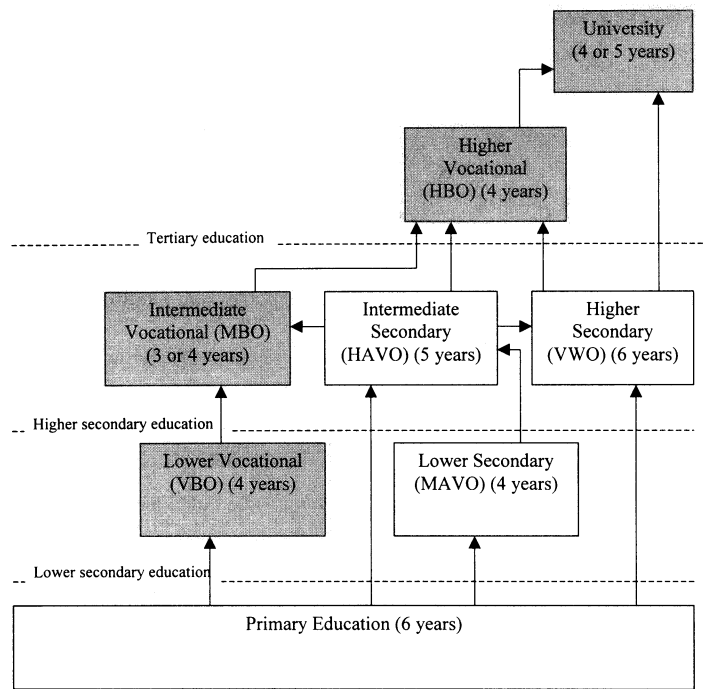 University
(4 or 5 years)
Higher
Vocational
(HBO) (4 years)
Tertiary education
Intermediate
Vocational (MBO)
(3 or 4 years)
Intermediate
Secondary
(HAVO) (5 years)
Higher
Secondary
(VWO) (6 years)
Higher secondary education
Lower Vocational
(VBO) (4 years)
Lower Secondary
(MAVO) (4 years)
Lower secondary education
Primary Education (6 years)